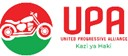 UPA
UNITED PROGRESSIVE ALLIANCE
Kazi ya Haki